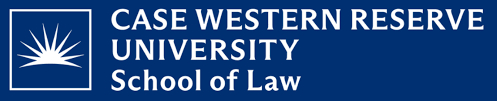 CASE WESTERN RESERVE
UNIVERSITY
School of Law